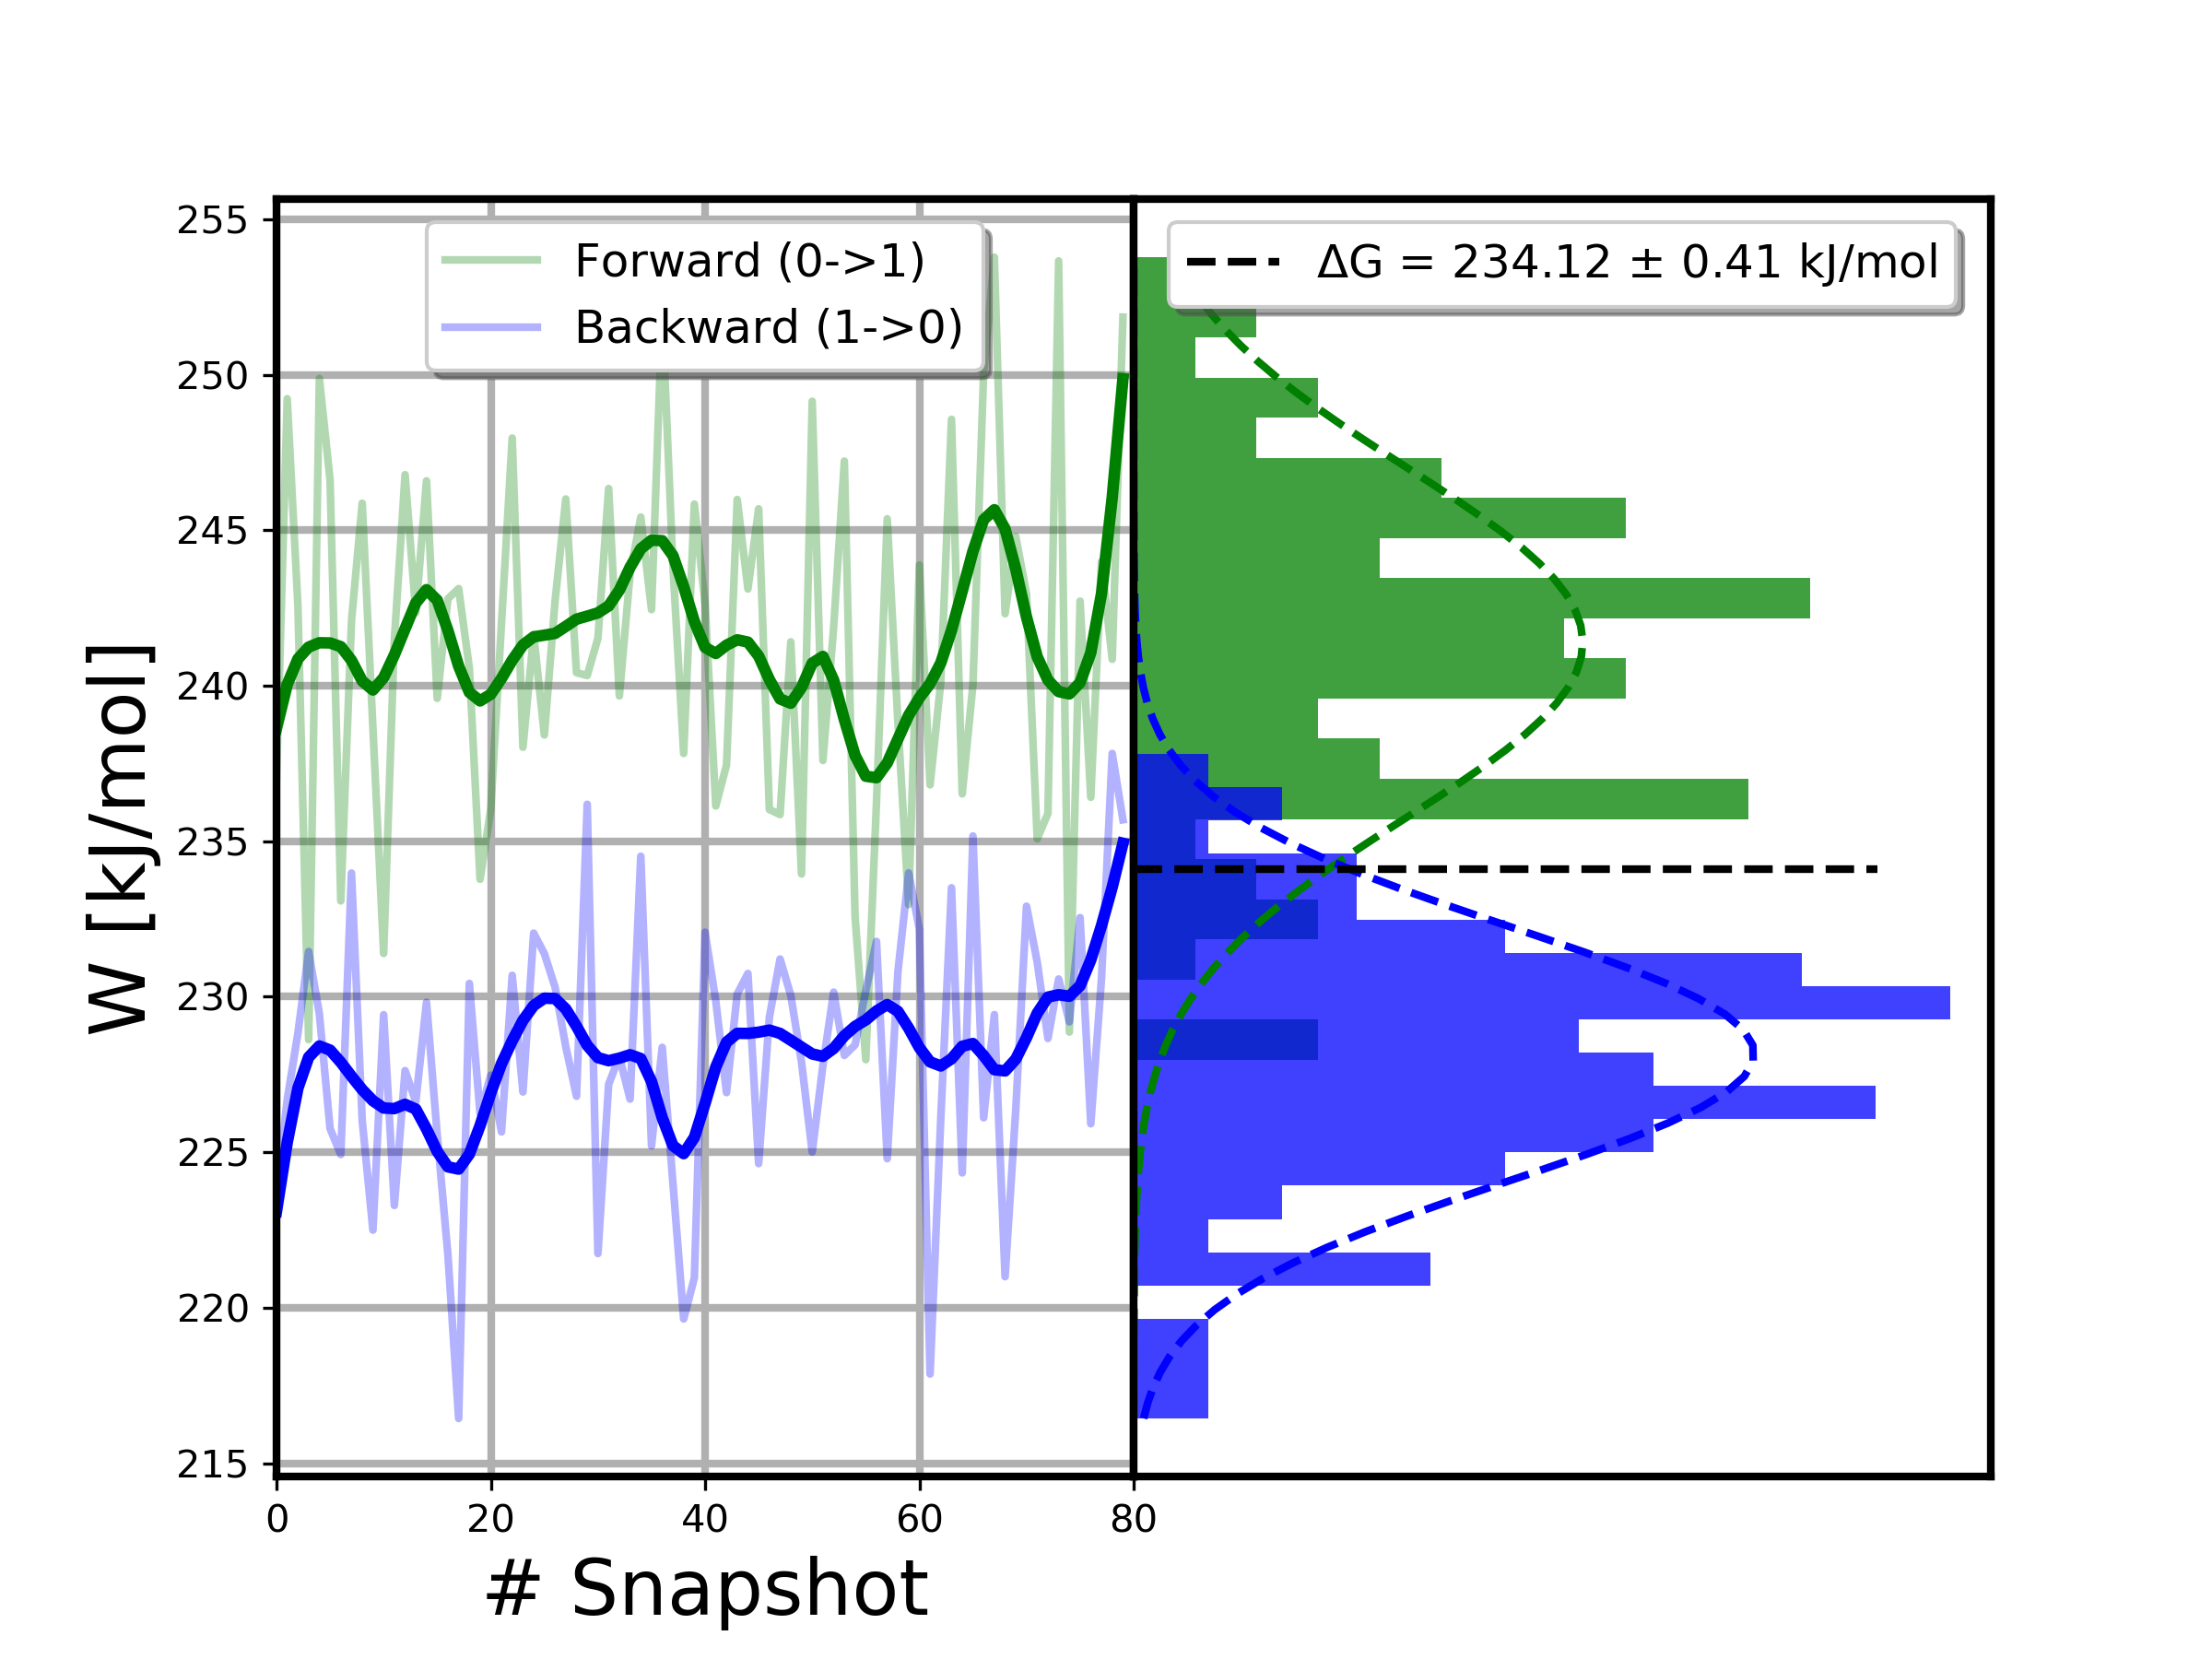 Forward (0->1)
Backward (1->0)
ΔG = 234.12 ± 0.41 kJ/mol
W [kJ/mol]
255
250
245
240
235
230
225
220
215
0 20 40 60 80
# Snapshot